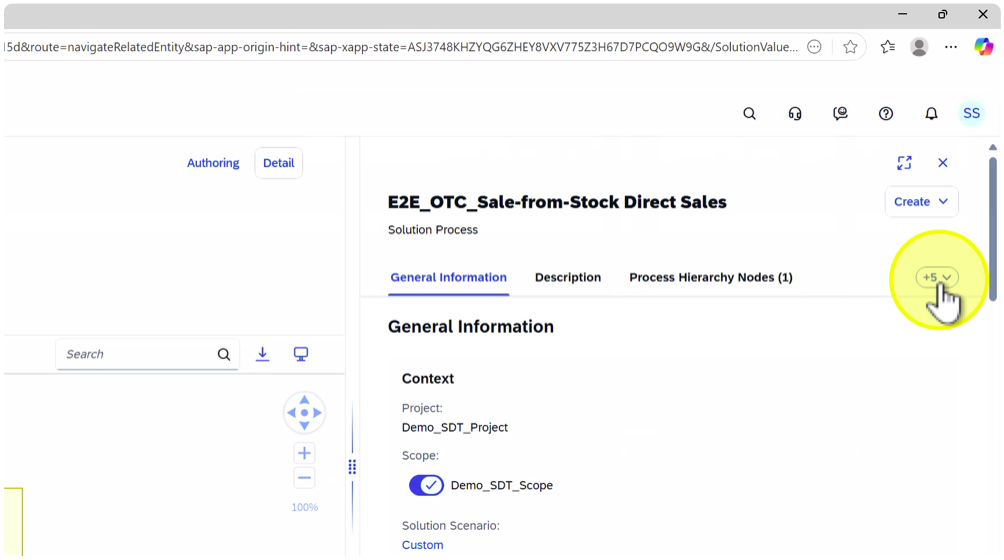 15d&route=navigateRelatedEntity&sap-app-origin-hint=&sap-xapp-state=ASJ3748KHZYQG6ZHEY8VXV775Z3H67D7PCQO9W9G&/SolutionValue...
SS
Authoring
Detail
E2E_OTC_Sale-from-Stock Direct Sales
Create
Solution Process
General Information
Description
Process Hierarchy Nodes (1)
+5
General Information
Search
Context
Project:
Demo_SDT_Project
Scope:
Demo_SDT_Scope
100%
Solution Scenario:
Custom